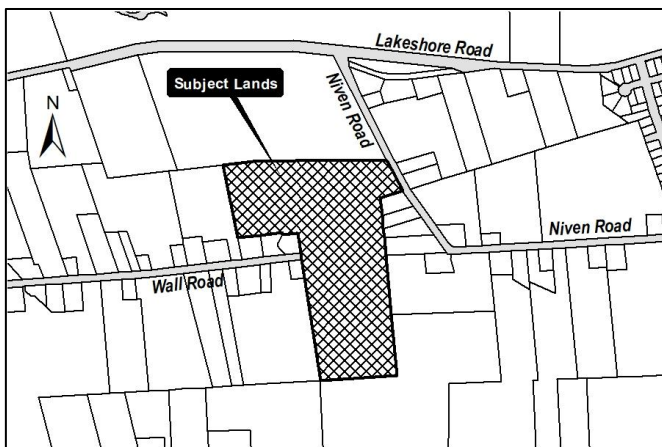 Lakeshore Road
Subject Lands
Niven Road
N
Niven Road
Wall Road